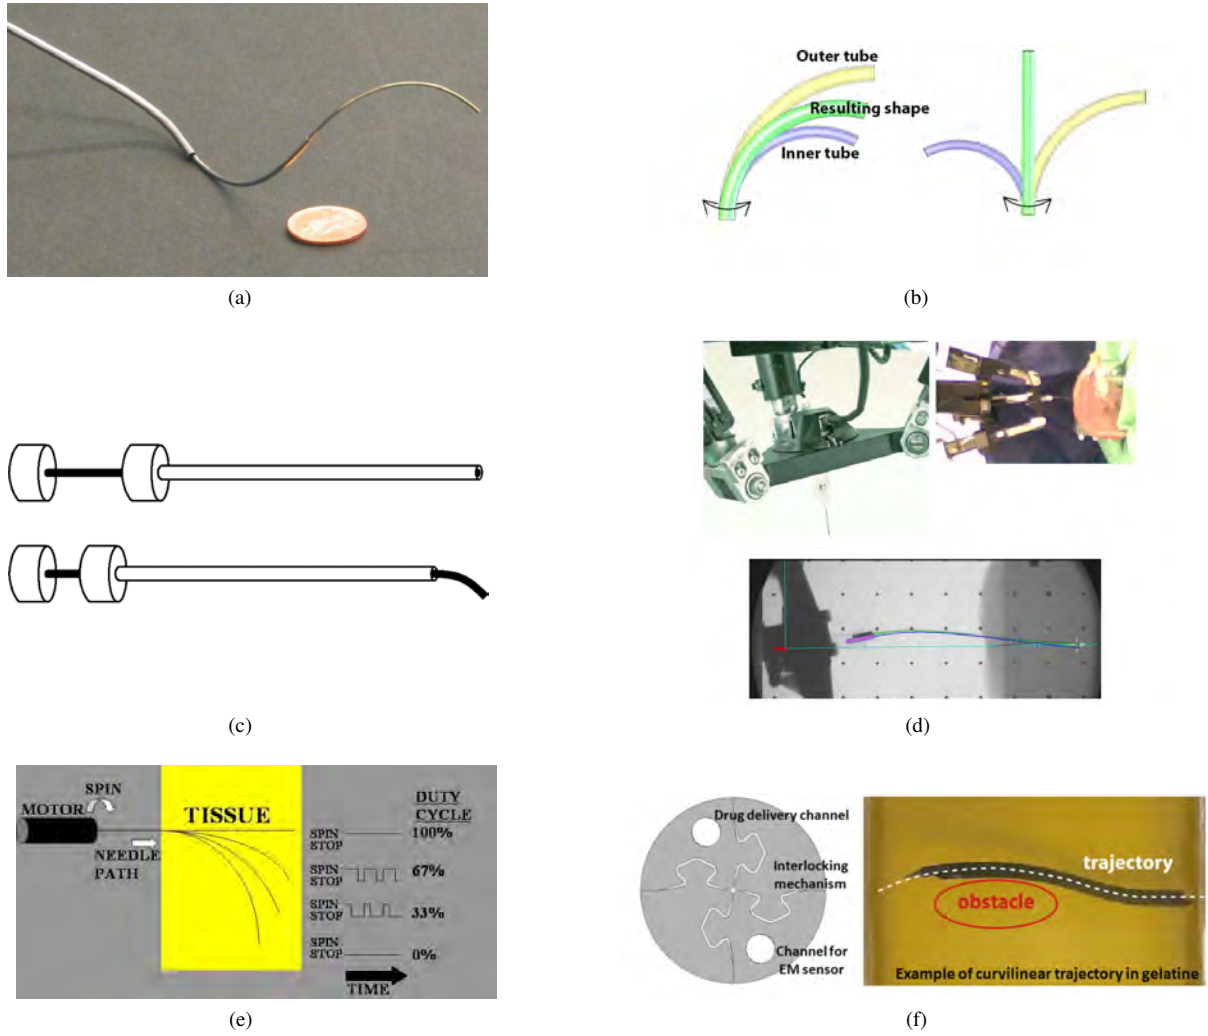 Outer tube
Resulting shape
Inner tube
(a)
(b)
(c)
(d)
SPIN
MOTOR
NEEDLE
PATH
TISSUE
DUTY
CYCLE
SPIN
STOP
100%
SPIN
STOP
67%
SPIN
STOP
33%
SPIN
STOP
0%
TIME
Drug delivery channel
Interlocking
mechanism
Channel for
EM sensor
trajectory
obstacle
Example of curvilinear trajectory in gelatine
(e)
(f)